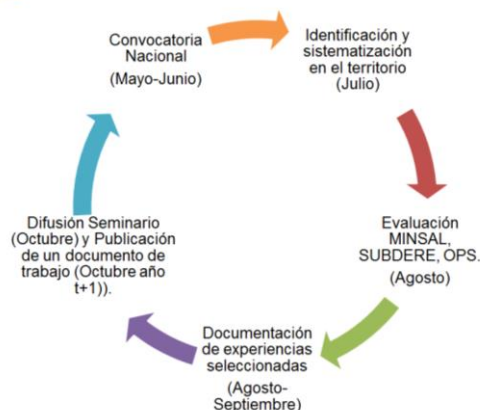 Convocatoria
Nacional
(Mayo-Junio)
Identificación y
sistematización
en el territorio
(Julio)
Evaluación
MINSAL,
SUBDERE, OPS.
(Agosto)
Documentación
de experiencias
seleccionadas
(Agosto-
Septiembre)
Difusión Seminario
(Octubre) y Publicación
de un documento de
trabajo (Octubre año
t+1)).